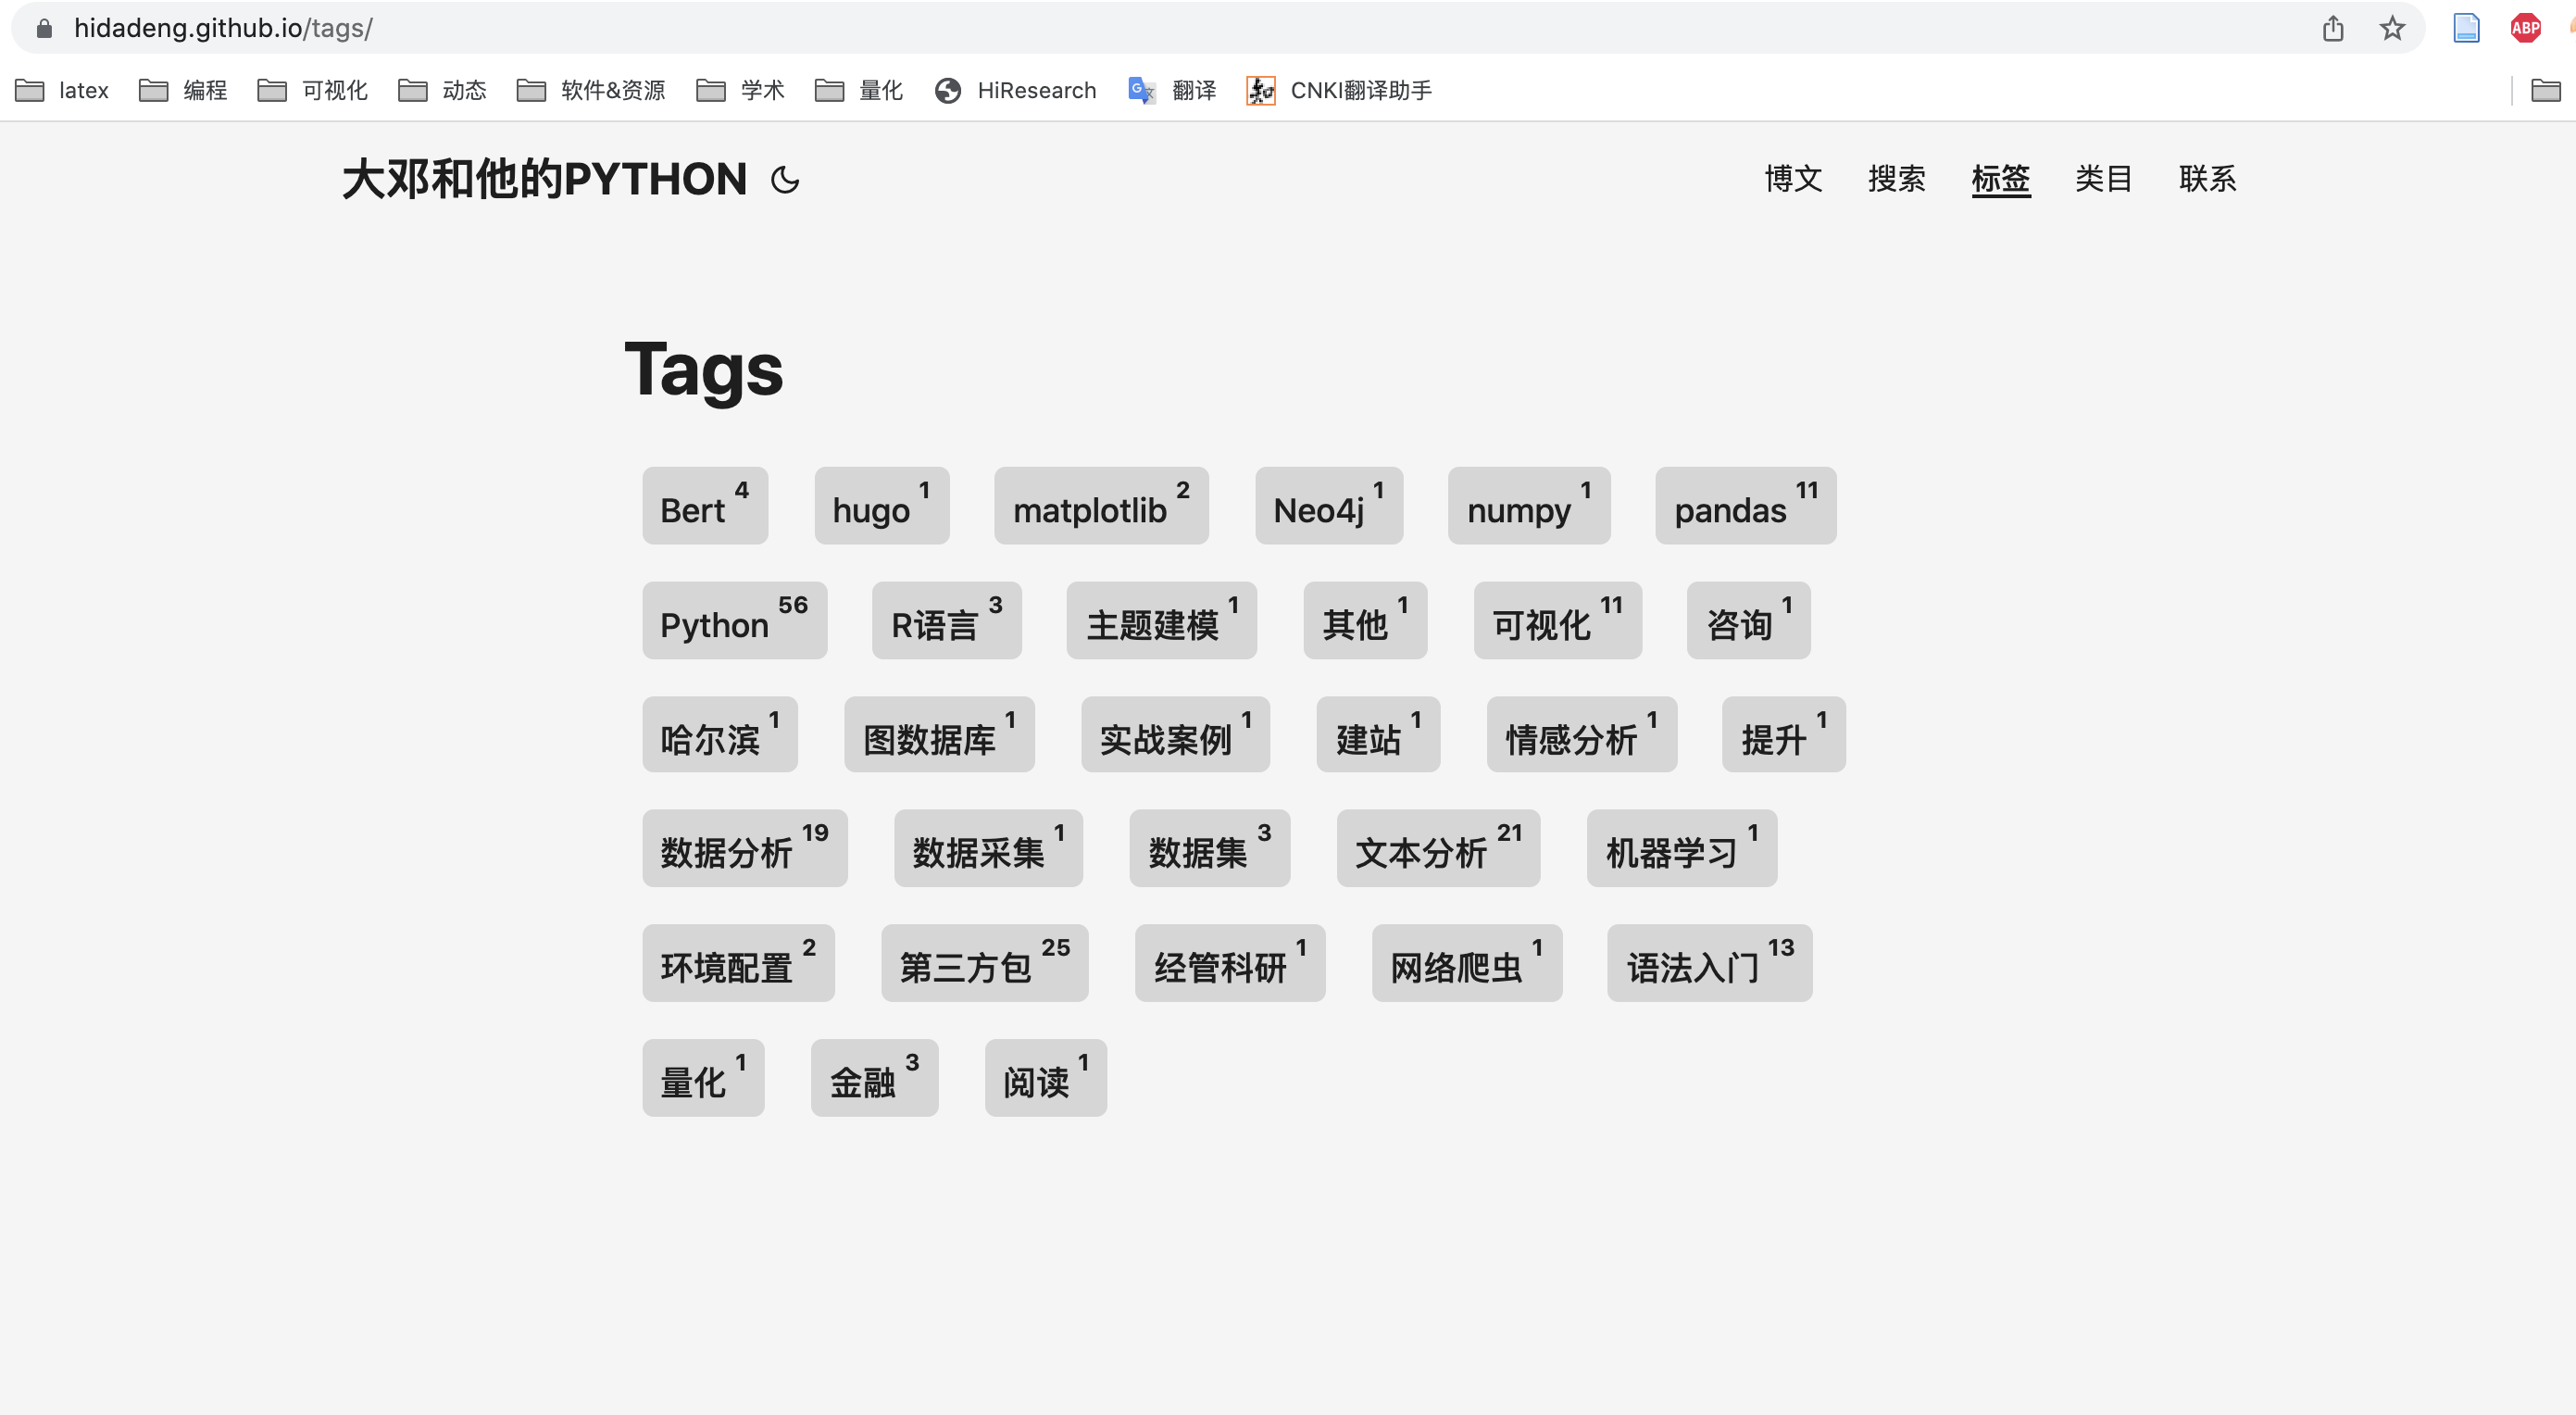 hidadeng.github.io/tags/ ABP
latex 编程 可视化 动态 软件&资源 学术 量化 HiResearch 翻译 CNKI翻译助手
大邓和他的PYTHON 博文 搜索 标签 类目 联系
Tags
Bert 4 hugo 1 matplotlib 2 Neo4j 1 numpy 1 pandas 11
Python 56 R语言 3 主题建模 1 其他 1 可视化 11 咨询 1
哈尔滨 1 图数据库 1 实战案例 1 建站 1 情感分析 1 提升 1
数据分析 19 数据采集 1 数据集 3 文本分析 21 机器学习 1
环境配置 2 第三方包 25 经管科研 1 网络爬虫 1 语法入门 13
量化 1 金融 3 阅读 1